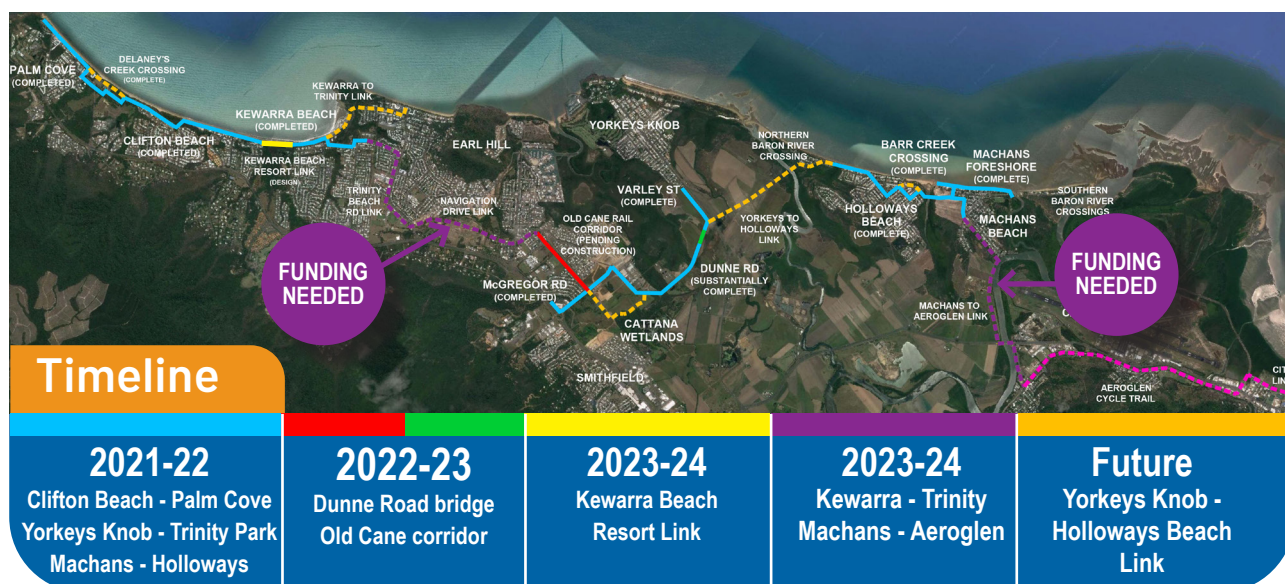 PALM COVE
(COMPLETED)
DELANEY'S
CREEK CROSSING
(COMPLETE)
CLIFTON BEACH
(COMPLETED)
KEWARRA BEACH
(COMPLETED)
KEWARRA BEACH
RESORT LINK
(DESIGN)
KEWARRA TO
TRINITY LINK
TRINITY
BEACH
RD LINK
NAVIGATION
DRIVE LINK
EARL HILL
YORKEYS KNOB
VARLEY ST
(COMPLETE)
OLD CANE RAIL
CORRIDOR
(PENDING
CONSTRUCTION)
McGREGOR RD
(COMPLETED)
CATTANA
WETLANDS
SMITHFIELD
DUNNE RD
(SUBSTANTIALLY
COMPLETE)
YORKEYS TO
HOLLOWAYS
LINK
NORTHERN
BARON RIVER
CROSSING
BARR CREEK
CROSSING
(COMPLETE)
HOLLOWAYS
BEACH
(COMPLETE)
MACHANS
FORESHORE
(COMPLETE)
MACHANS
BEACH
SOUTHERN
BARON RIVER
CROSSINGS
MACHANS TO
AEROGLEN LINK
AEROGLEN
CYCLE TRAIL
FUNDING
NEEDED
FUNDING
NEEDED
Timeline
2021-22
Clifton Beach - Palm Cove
Yorkeys Knob - Trinity Park
Machans - Holloways
2022-23
Dunne Road bridge
Old Cane corridor
2023-24
Kewarra Beach
Resort Link
2023-24
Kewarra - Trinity
Machans - Aeroglen
Future
Yorkeys Knob -
Holloways Beach
Link